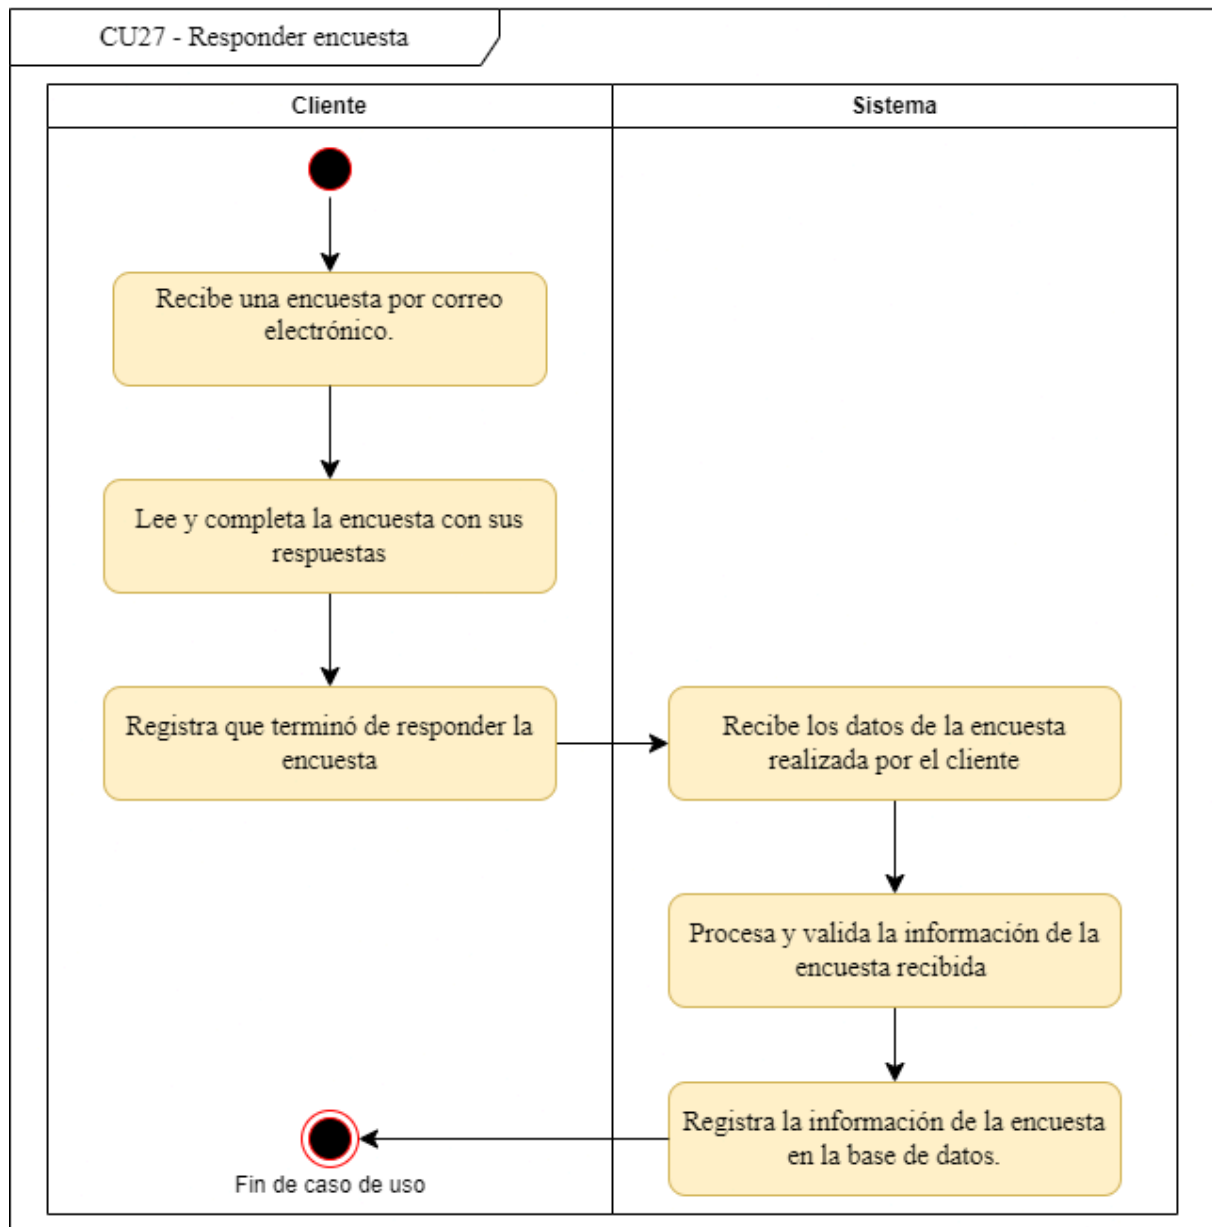 CU27 - Responder encuesta
Cliente
Sistema
Recibe una encuesta por correo
electrónico.
Lee y completa la encuesta con sus
respuestas
Registra que terminó de responder la
encuesta
Recibe los datos de la encuesta
realizada por el cliente
Procesa y valida la información de la
encuesta recibida
Registra la información de la encuesta
en la base de datos.
Fin de caso de uso